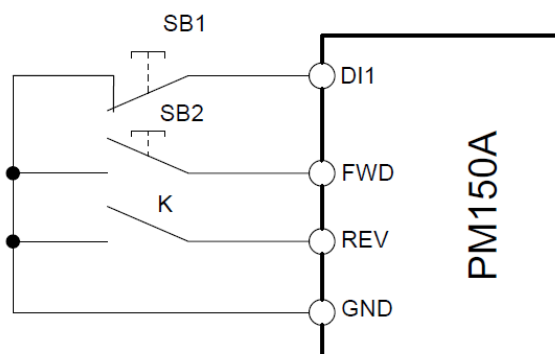 SB1
DI1
SB2
FWD
K
REV
GND
PM150A